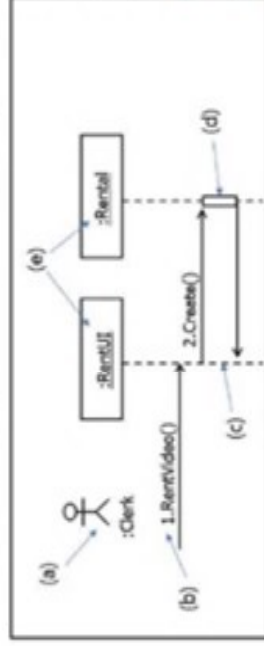 (e)
(a)
:Clerk
:RentUI
:Rental
(b)
1.RentVideo()
2.Create()
(c)
(d)